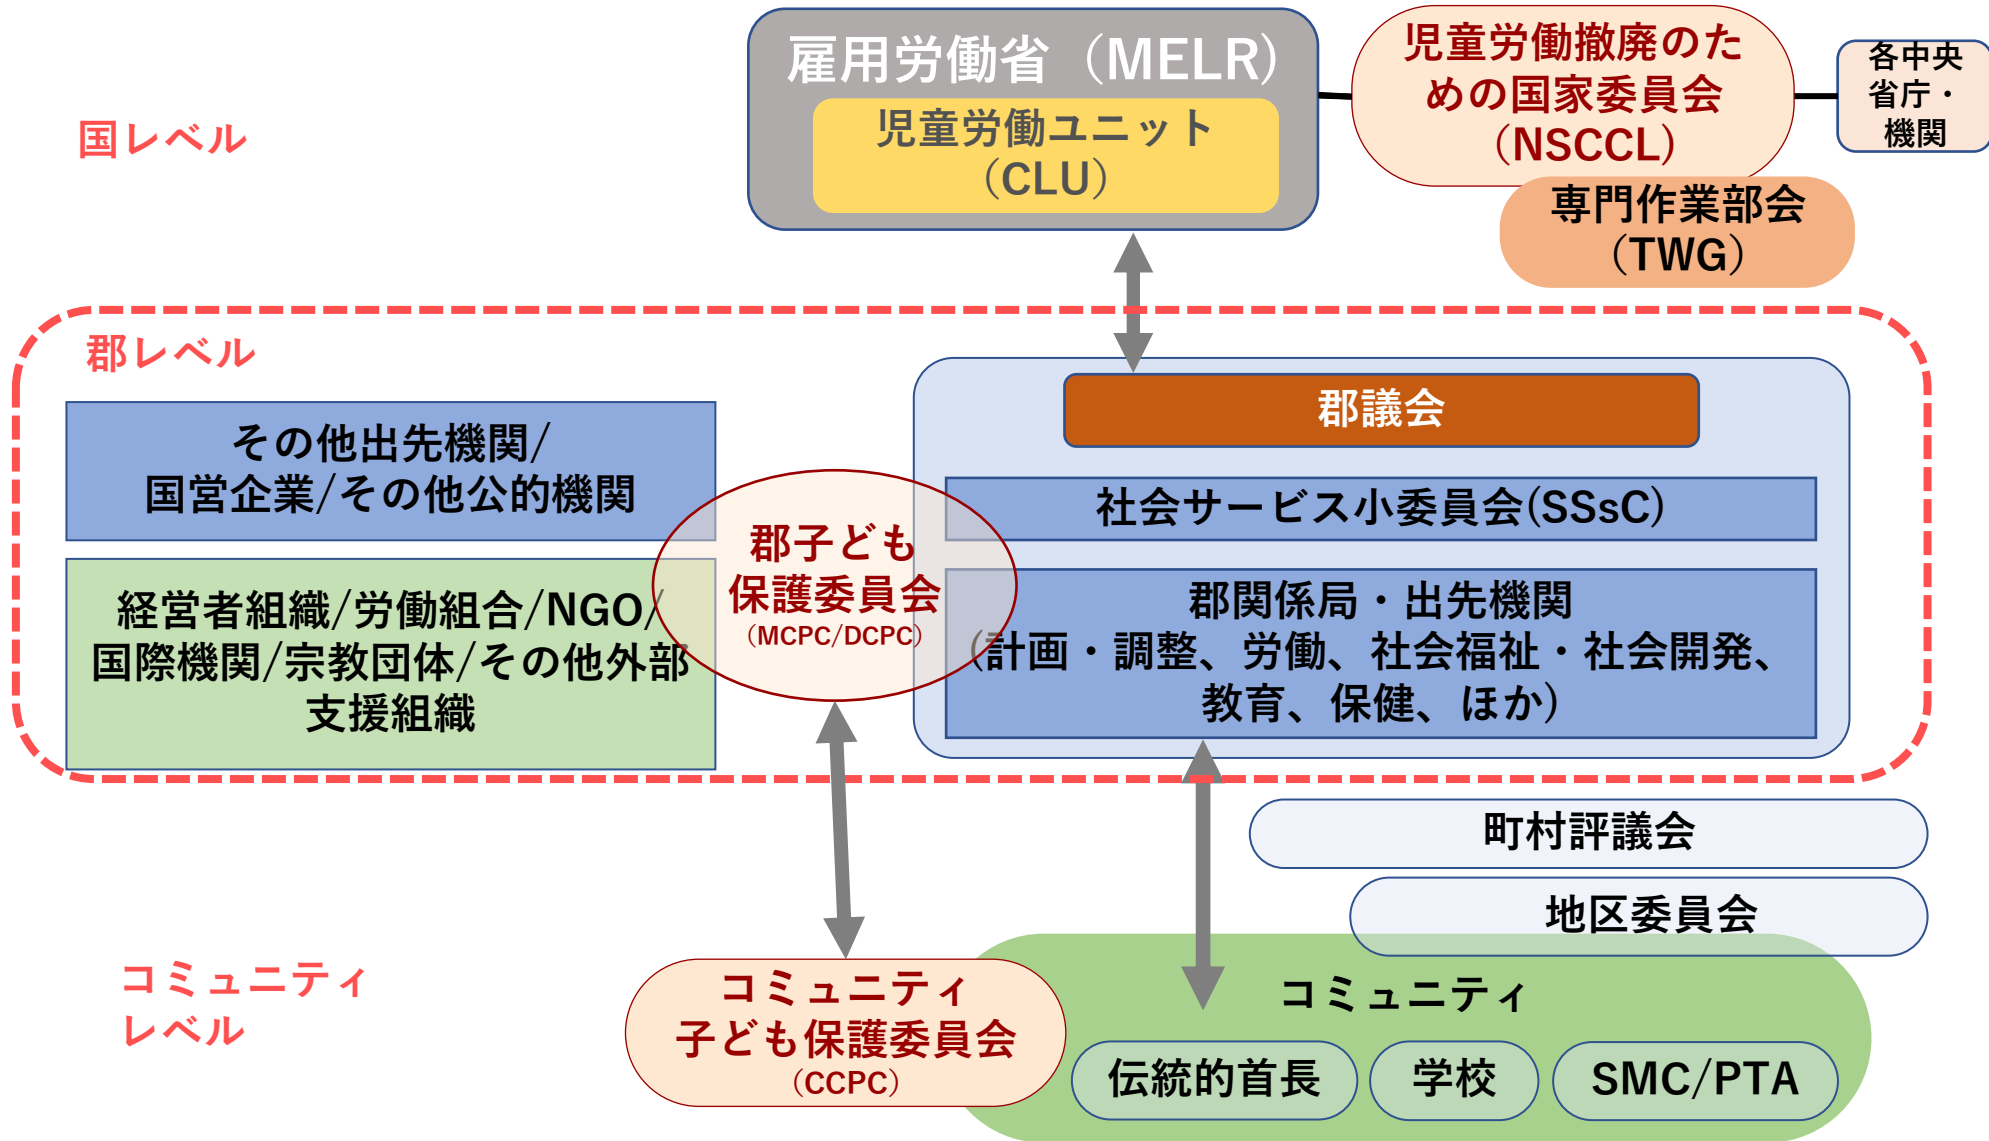 国レベル
雇用労働省（MELR）
児童労働ユニット
（CLU）
児童労働撤廃のた
めの国家委員会
（NSCCL）
各中央
省庁・
機関
専門作業部会
（TWG）
郡レベル
郡議会
その他出先機関/
国営企業/その他公的機関
社会サービス小委員会(SSsC)
郡子ども
保護委員会
（MCPC/DCPC）
経営者組織/労働組合/NGO/
国際機関/宗教団体/その他外部
支援組織
郡関係局・出先機関
(計画・調整、労働、社会福祉・社会開発、
教育、保健、ほか)
町村評議会
地区委員会
コミュニティ
レベル
コミュニティ
子ども保護委員会
（CCPC）
コミュニティ
伝統的首長
学校
SMC/PTA